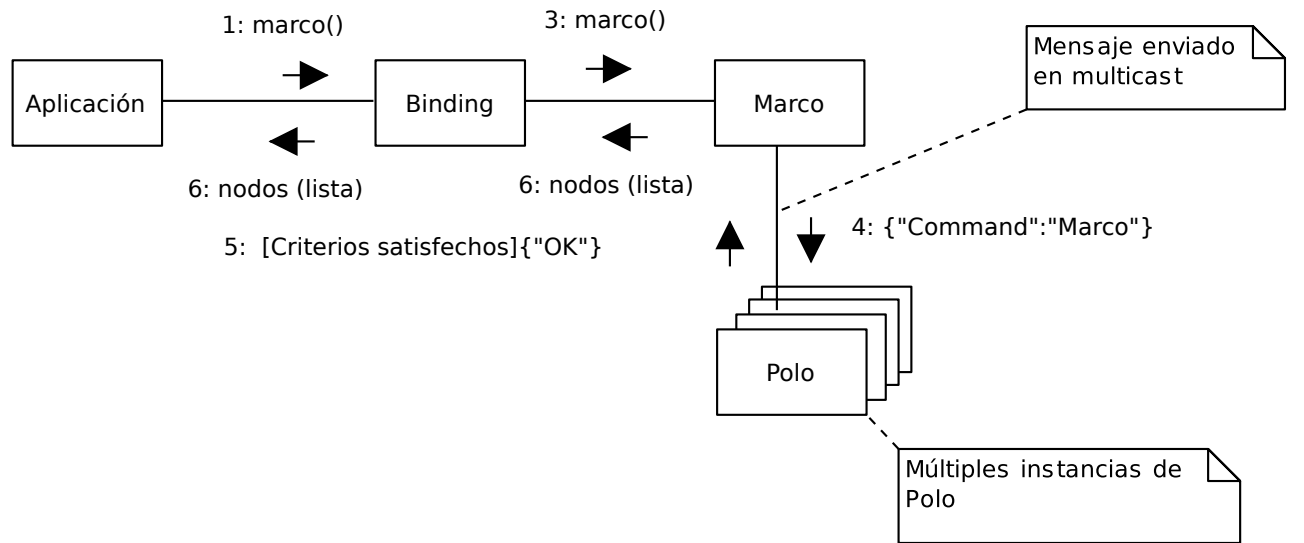 1: marco()
3: marco()
Mensaje enviado
en multicast
Aplicación
Binding
Marco
6: nodos (lista)
6: nodos (lista)
4: {"Command":"Marco"}
5:  [Criterios satisfechos]{"OK"}
Polo
Múltiples instancias de
Polo